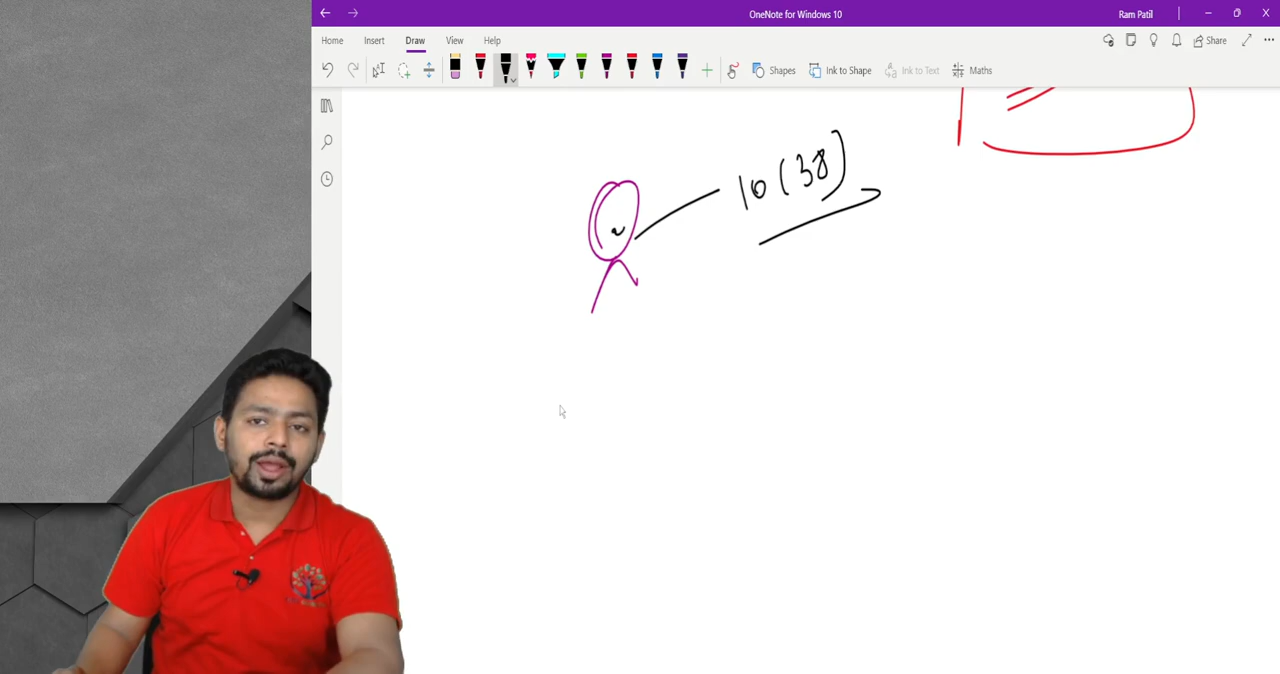 OneNote for Windows 10
Ram Patil
Home Insert Draw View Help
Share
Shapes
Ink to Shape
Ink to Text
Maths
10 (38)